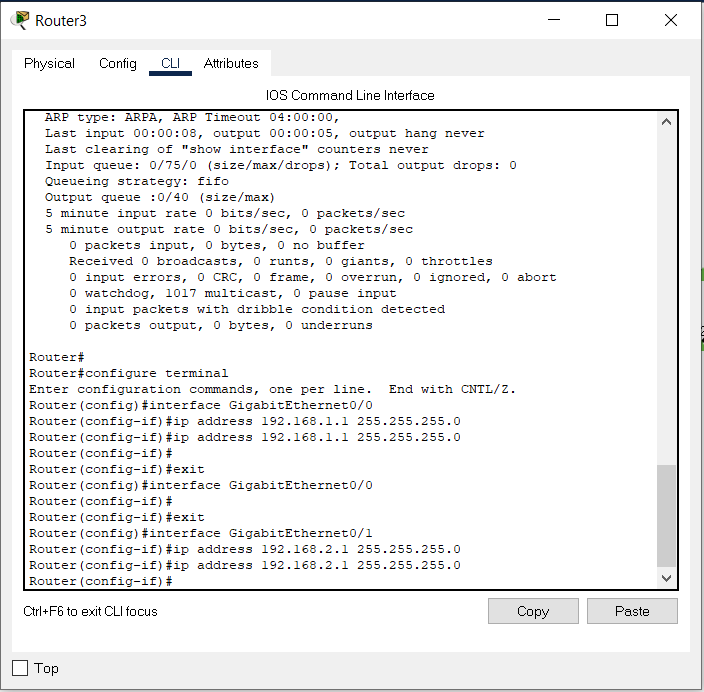 Router3
Physical Config CLI Attributes
IOS Command Line Interface
ARP type: ARPA, ARP Timeout 04:00:00,
Last input 00:00:08, output 00:00:05, output hang never
Last clearing of "show interface" counters never
Input queue: 0/75/0 (size/max/drops); Total output drops: 0
Queueing strategy: fifo
Output queue :0/40 (size/max)
5 minute input rate 0 bits/sec, 0 packets/sec
5 minute output rate 0 bits/sec, 0 packets/sec
0 packets input, 0 bytes, 0 no buffer
Received 0 broadcasts, 0 runts, 0 giants, 0 throttles
0 input errors, 0 CRC, 0 frame, 0 overrun, 0 ignored, 0 abort
0 watchdog, 1017 multicast, 0 pause input
0 input packets with dribble condition detected
0 packets output, 0 bytes, 0 underruns
Router#
Router#configure terminal
Enter configuration commands, one per line.  End with CNTL/Z.
Router(config)#interface GigabitEthernet0/0
Router(config-if)#ip address 192.168.1.1 255.255.255.0
Router(config-if)#ip address 192.168.1.1 255.255.255.0
Router(config-if)#
Router(config-if)#exit
Router(config)#interface GigabitEthernet0/0
Router(config-if)#
Router(config-if)#exit
Router(config)#interface GigabitEthernet0/1
Router(config-if)#ip address 192.168.2.1 255.255.255.0
Router(config-if)#ip address 192.168.2.1 255.255.255.0
Router(config-if)#
Ctrl+F6 to exit CLI focus
Copy Paste
Top